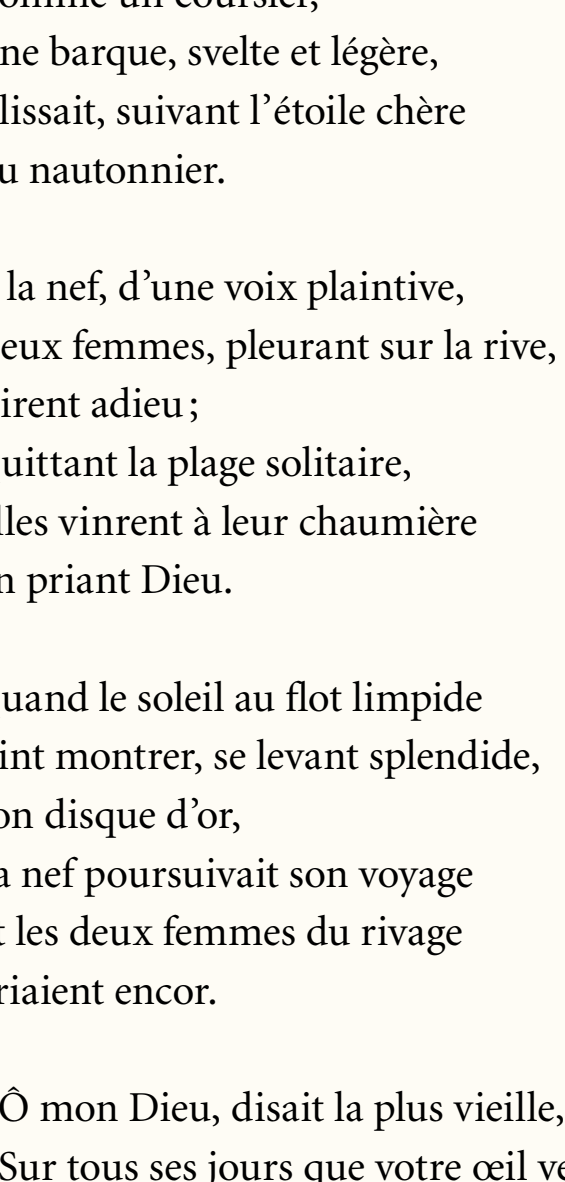 omme un coursier,
ne barque, svelte et légère,
lissait, suivant l’étoile chère
u nautonnier.
la nef, d’une voix plaintive,
eux femmes, pleurant sur la rive,
irent adieu ;
uittant la plage solitaire,
lles vinrent à leur chaumière
n priant Dieu.
uand le soleil au flot limpide
int montrer, se levant splendide,
on disque d’or,
a nef poursuivait son voyage
t les deux femmes du rivage
riaient encor.
Ô mon Dieu, disait la plus vieille,
Sur tous ses jours que votre œil ve